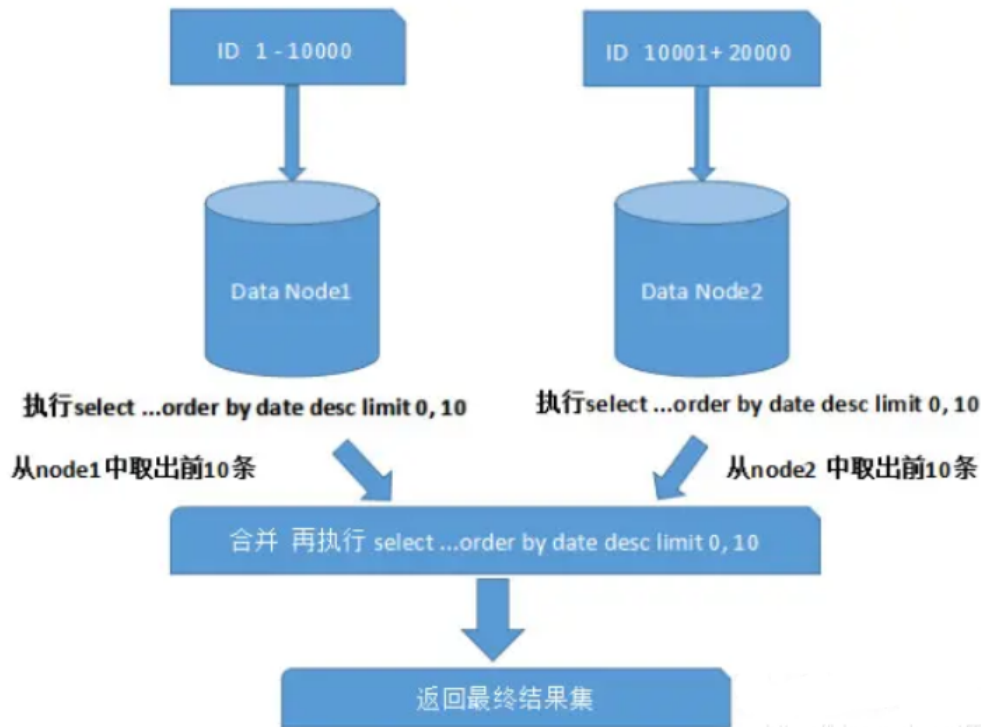 ID 1 - 10000
ID 10001+ 20000
Data Node1
Data Node2
执行select ...order by date desc limit 0, 10
执行select ...order by date desc limit 0, 10
从node1中取出前10条
从node2 中取出前10条
合并 再执行 select ...order by date desc limit 0, 10
返回最终结果集